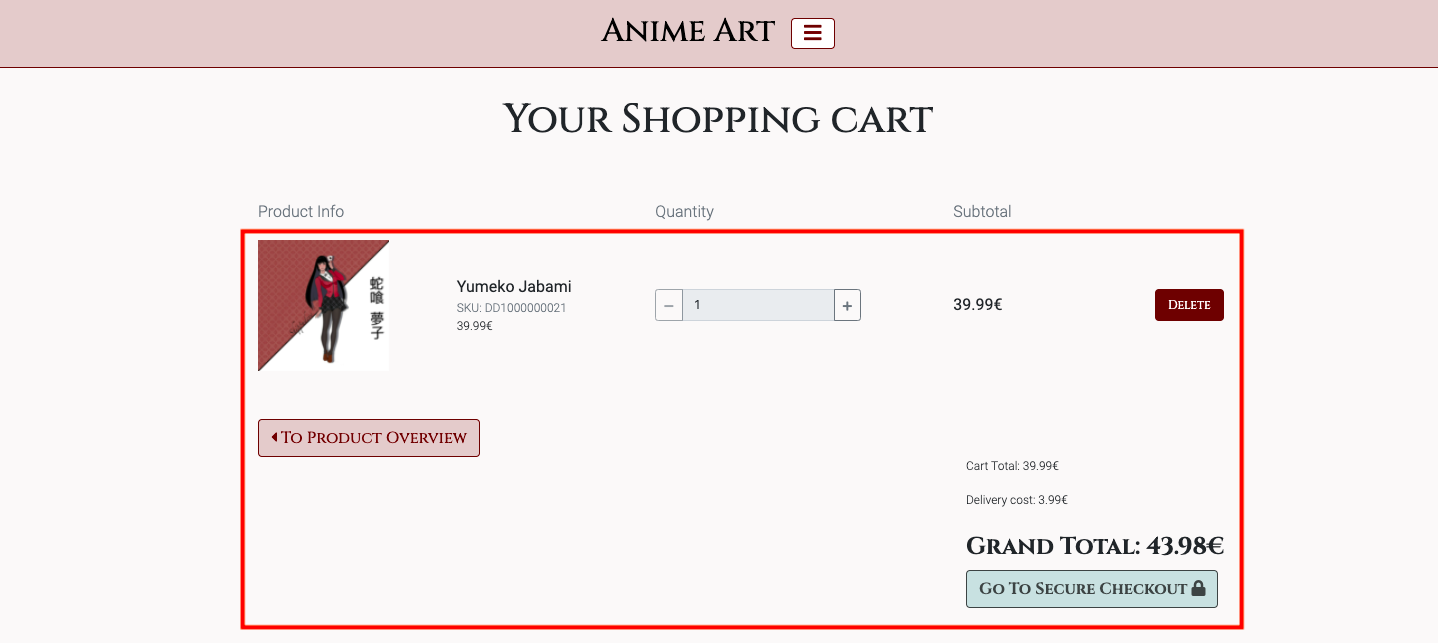 Anime Art
Your Shopping cart
Product Info
Quantity
Subtotal
蛇喰 夢子
Yumeko Jabami
SKU: DD1000000021
39.99€
1
39.99€
Delete
To Product Overview
Cart Total: 39.99€
Delivery cost: 3.99€
Grand Total: 43.98€
Go To Secure Checkout